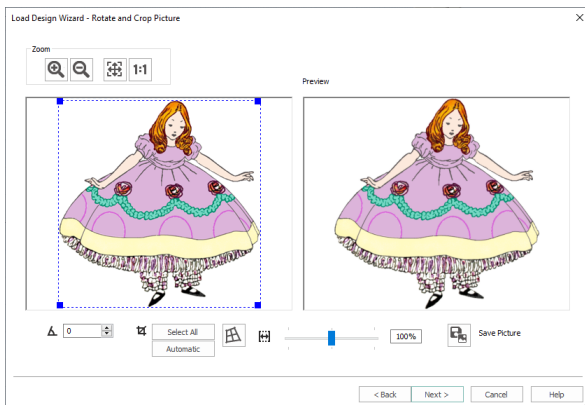 Load Design Wizard - Rotate and Crop Picture
Zoom
1:1
Preview
0
Select All
Automatic
100%
Save Picture
< Back
Next >
Cancel
Help